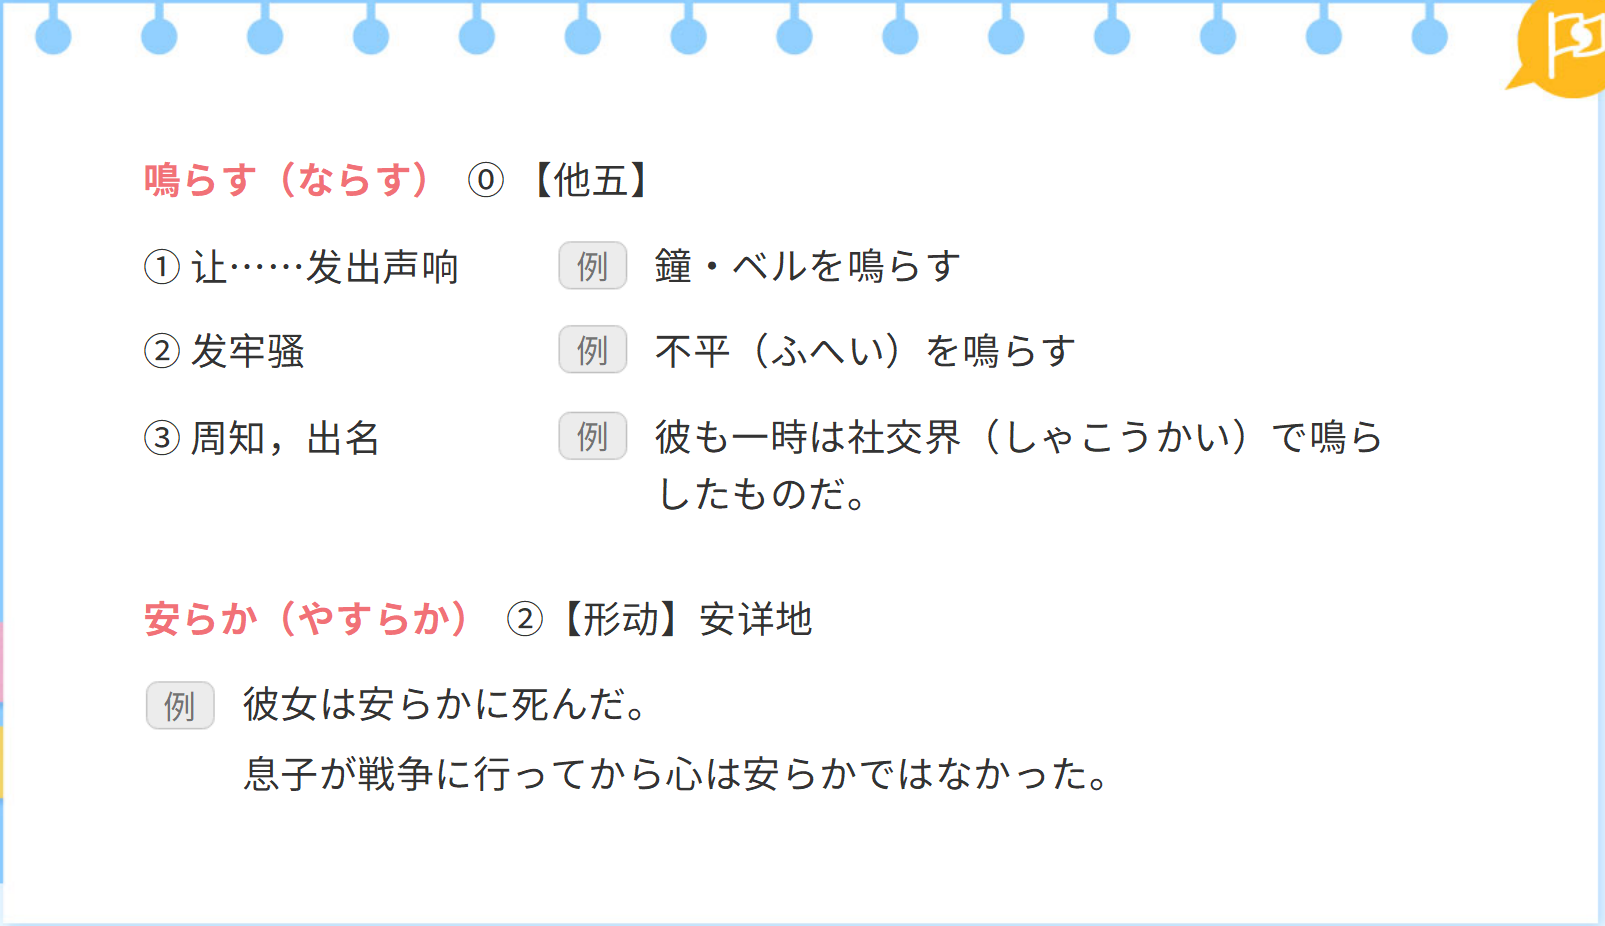 鳴らす（ならす） ⓪ 【他五】
① 让……发出声响 例 鐘・ベルを鳴らす
② 发牢骚 例 不平（ふへい）を鳴らす
③ 周知，出名 例 彼も一時は社交界（しゃこうかい）で鳴ら
したものだ。
安らか（やすらか） ②【形动】安详地
例 彼女は安らかに死んだ。
息子が戦争に行ってから心は安らかではなかった。